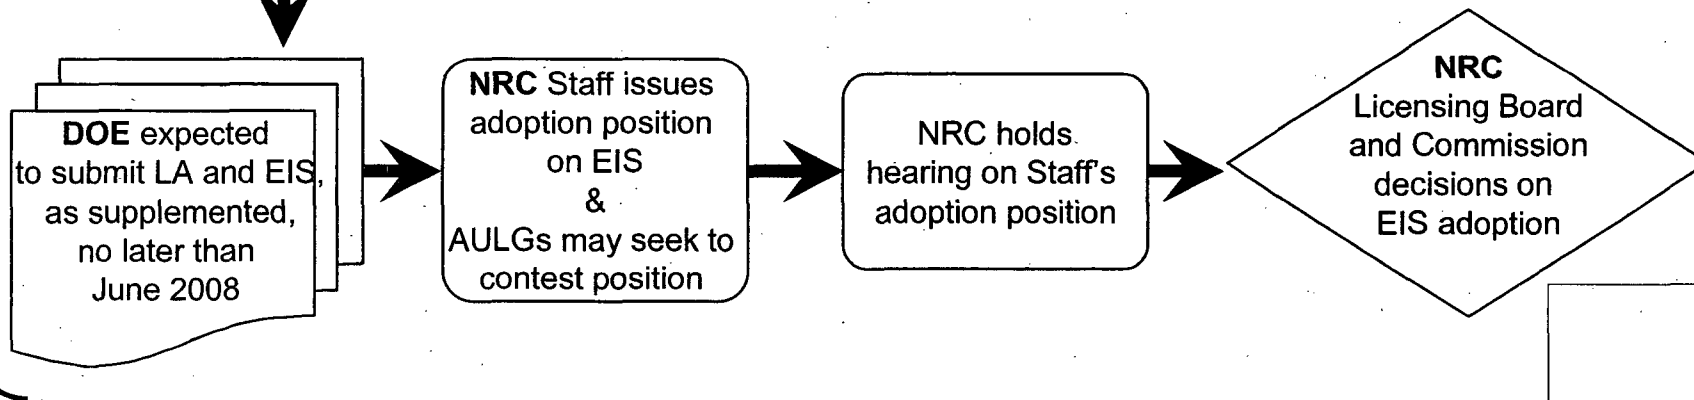 DOE expected
to submit LA and EIS,
as supplemented,
no later than
June 2008
NRC Staff issues
adoption position
on EIS
&
AULGs may seek to
contest position
NRC holds
hearing on Staff's
adoption position
NRC
Licensing Board
and Commission
decisions on
EIS adoption